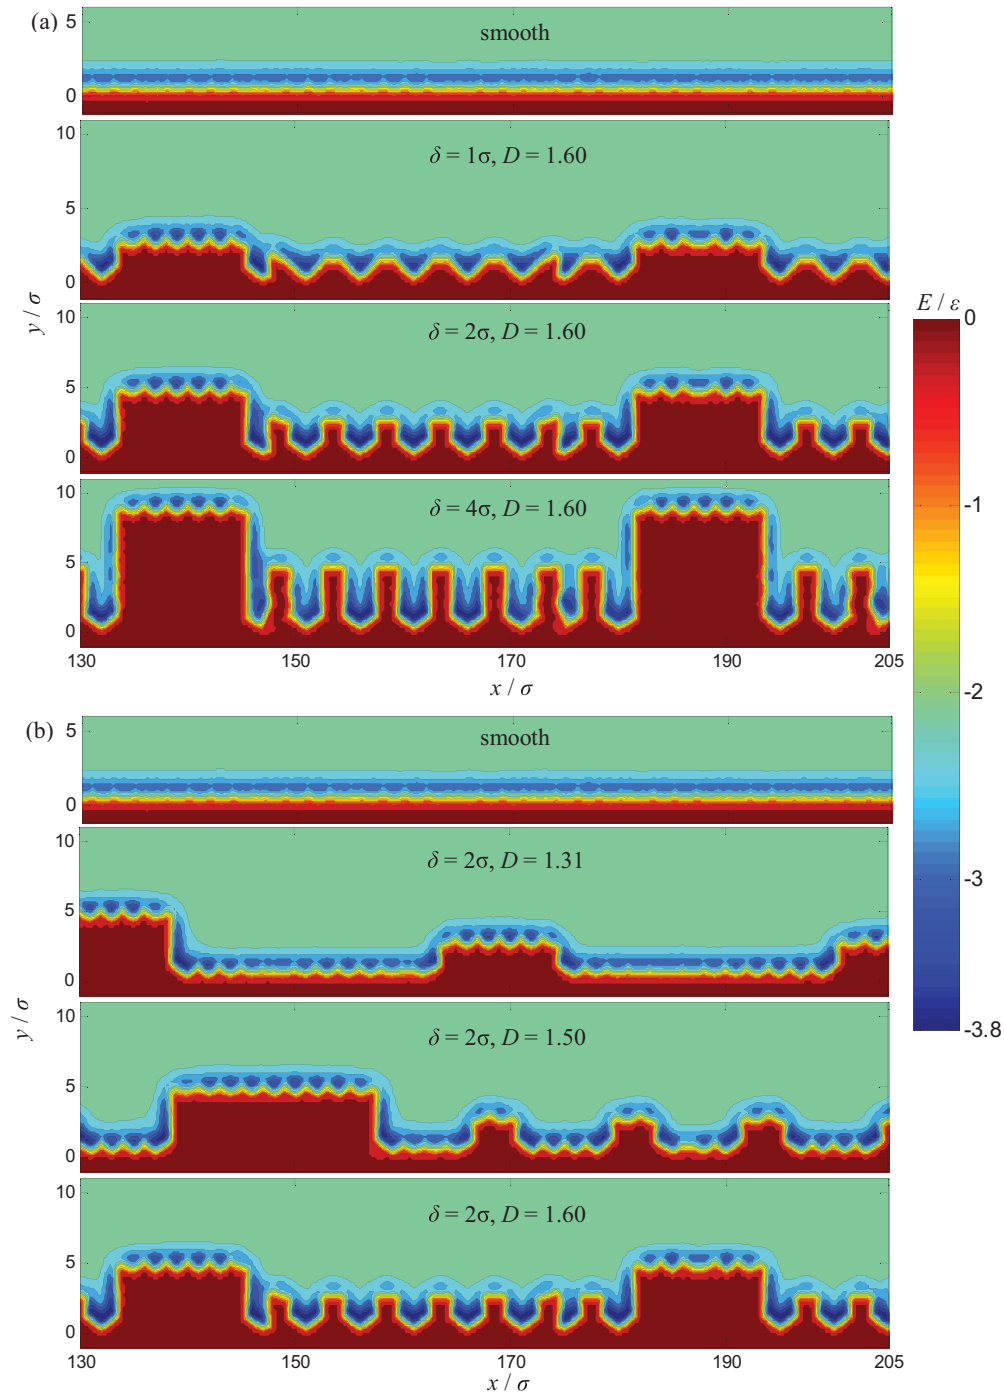 (a)
smooth
5
0
10
δ = 1σ, D = 1.60
5
0
y / σ
10
δ = 2σ, D = 1.60
5
0
10
δ = 4σ, D = 1.60
5
0
130 150 170 190 205
x / σ
E / ε
0
-1
-2
-3
-3.8
(b)
smooth
5
0
10
δ = 2σ, D = 1.31
5
0
y / σ
10
δ = 2σ, D = 1.50
5
0
10
δ = 2σ, D = 1.60
5
0
130 150 170 190 205
x / σ